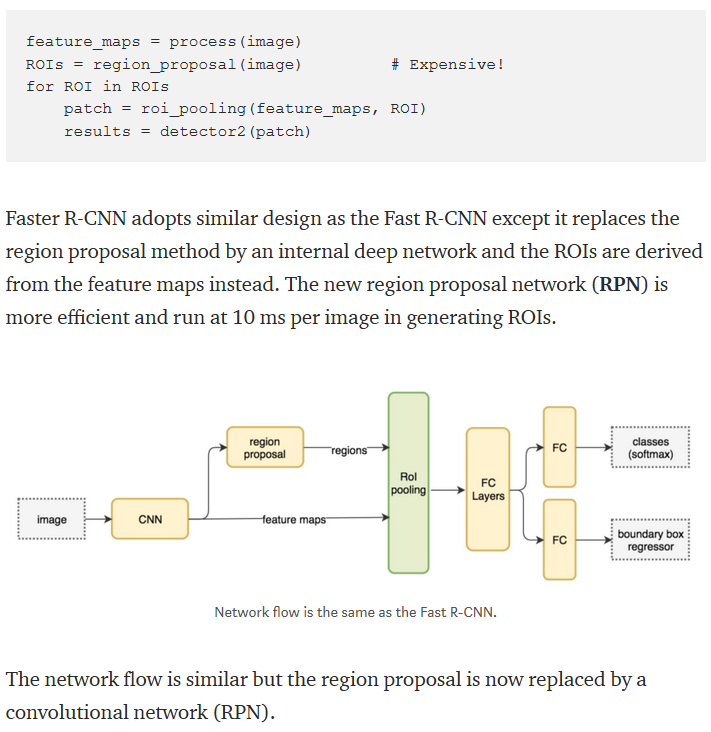 feature_maps = process(image)
ROIs = region_proposal(image)         # Expensive!
for ROI in ROIs
    patch = roi_pooling(feature_maps, ROI)
    results = detector2(patch)
Faster R-CNN adopts similar design as the Fast R-CNN except it replaces the
region proposal method by an internal deep network and the ROIs are derived
from the feature maps instead. The new region proposal network (RPN) is
more efficient and run at 10 ms per image in generating ROIs.
image
CNN
region
proposal
regions
feature maps
RoI
pooling
FC
Layers
FC
classes
(softmax)
FC
boundary box
regressor
Network flow is the same as the Fast R-CNN.
The network flow is similar but the region proposal is now replaced by a
convolutional network (RPN).